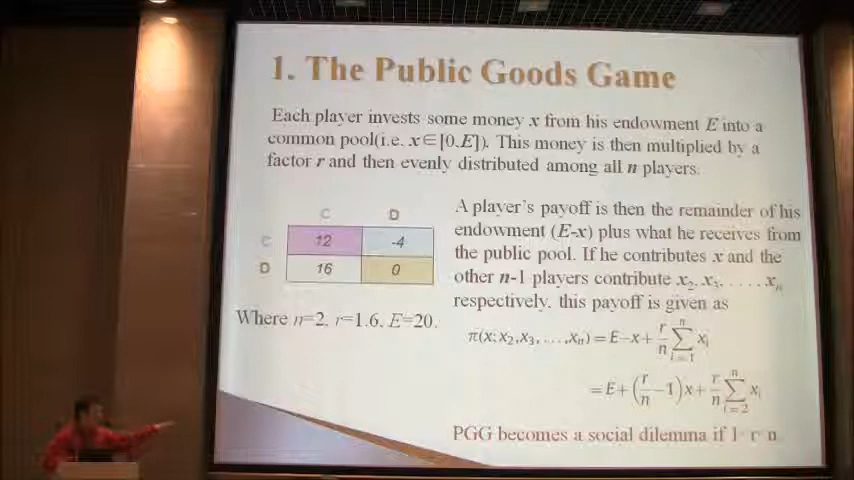 1. The Public Goods Game
Each player invests some money x from his endowment E into a
common pool(i.e. x∈[0,E]). This money is then multiplied by a
factor r and then evenly distributed among all n players.
C D
C 12 -4
D 16 0
Where n=2, r=1.6, E=20.
A player's payoff is then the remainder of his
endowment (E-x) plus what he receives from
the public pool. If he contributes x and the
other n-1 players contribute x₂, x₃, . . . . , xₙ
respectively, this payoff is given as
π(x; x₂,x₃, ...,xₙ) = E−x+ r/n ∑ᵢ₌₁ⁿ xᵢ
=E+(r/n −1)x+ r/n ∑ᵢ₌₂ⁿ xᵢ
PGG becomes a social dilemma if 1 r n